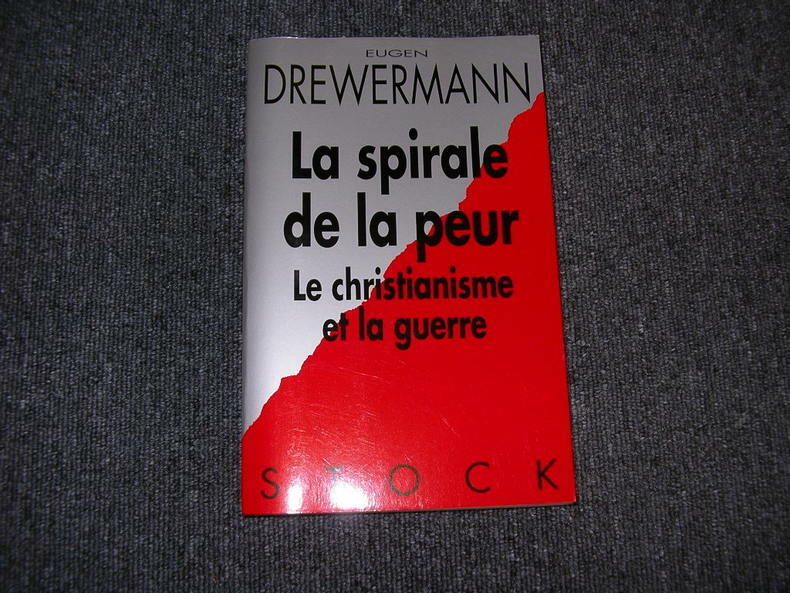 EUGEN
DREWERMANN
La spirale
de la peur
Le christianisme
et la guerre
STOCK